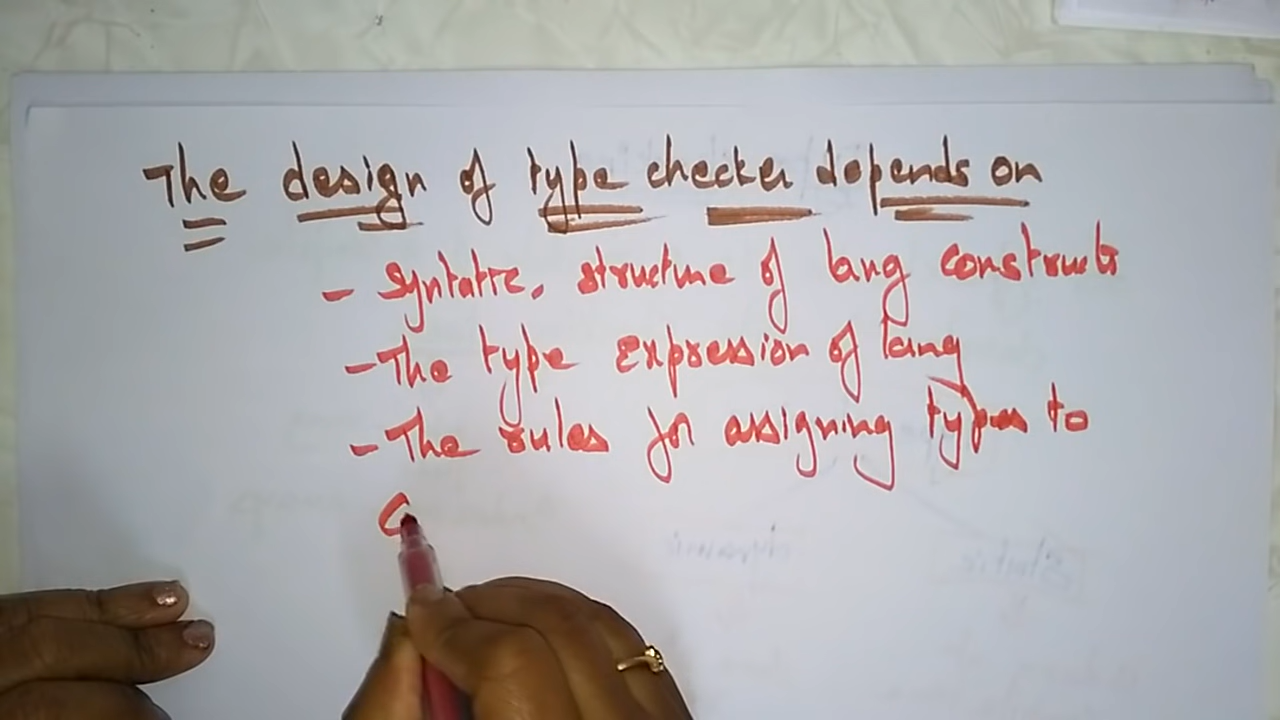 The design of type checker depends on
- Syntatic, structure of lang constructs
- The type expression of lang
- The rules for assigning types to
C